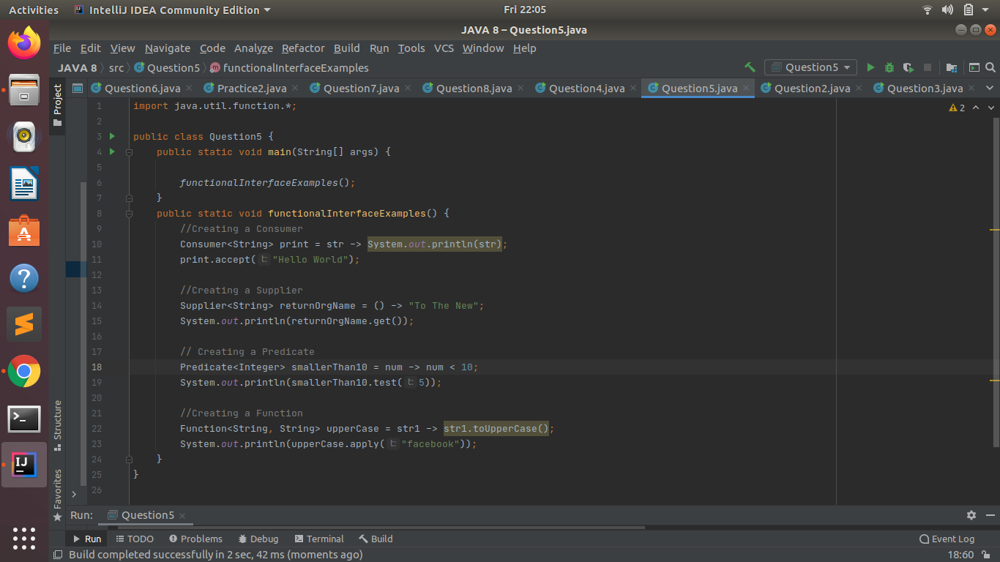 Activities IntelliJ IDEA Community Edition Fri 22:05
JAVA 8 – Question5.java
File Edit View Navigate Code Analyze Refactor Build Run Tools VCS Window Help
JAVA 8 src Question5 functionalInterfaceExamples Question5
Project
Question6.java Practice2.java Question7.java Question8.java Question4.java Question5.java Question2.java Question3.java
1 import java.util.function.*; 2
2
3 public class Question5 {
4 public static void main(String[] args) {
5
6 functionalInterfaceExamples();
7 }
8 public static void functionalInterfaceExamples() {
9 //Creating a Consumer
10 Consumer<String> print = str -> System.out.println(str);
11 print.accept( t: "Hello World");
12
13 //Creating a Supplier
14 Supplier<String> returnOrgName = () -> "To The New";
15 System.out.println(returnOrgName.get());
16
17 // Creating a Predicate
18 Predicate<Integer> smallerThan10 = num -> num < 10;
19 System.out.println(smallerThan10.test( t: 5));
20
21 //Creating a Function
22 Function<String, String> upperCase = str1 -> str1.toUpperCase();
23 System.out.println(upperCase.apply( t: "facebook"));
24 }
25 }
26
Structure
Favorites
Run: Question5
Run TODO Problems Debug Terminal Build Event Log
Build completed successfully in 2 sec, 42 ms (moments ago) 18:60